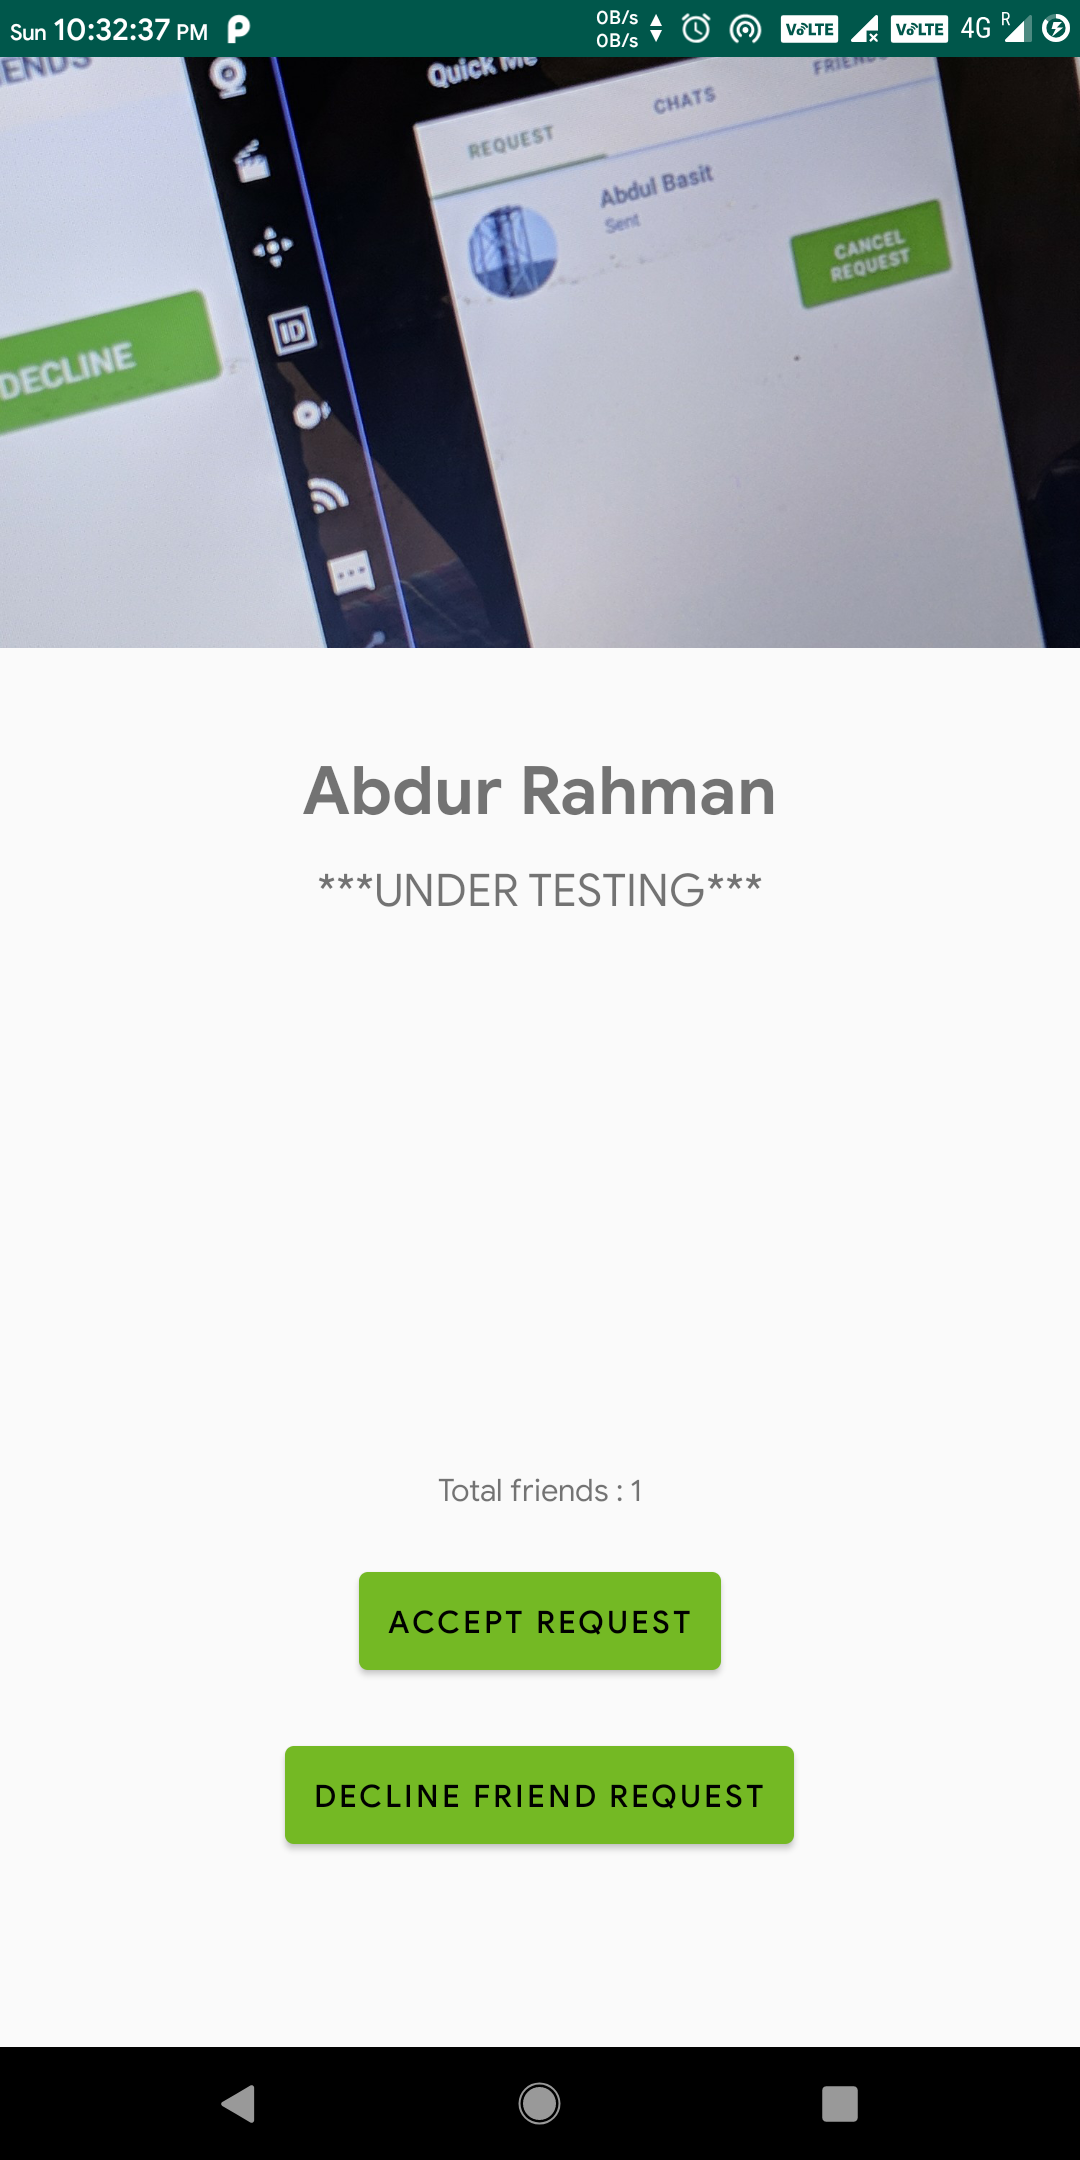 Sun 10:32:37 PM
0B/s
0B/s
VoLTE
VoLTE
4G
R
ENDS
Quick Me
FRIENDS
CHATS
REQUEST
Abdul Basit
Sent
CANCEL
REQUEST
ID
DECLINE
Abdur Rahman
***UNDER TESTING***
Total friends : 1
ACCEPT REQUEST
DECLINE FRIEND REQUEST